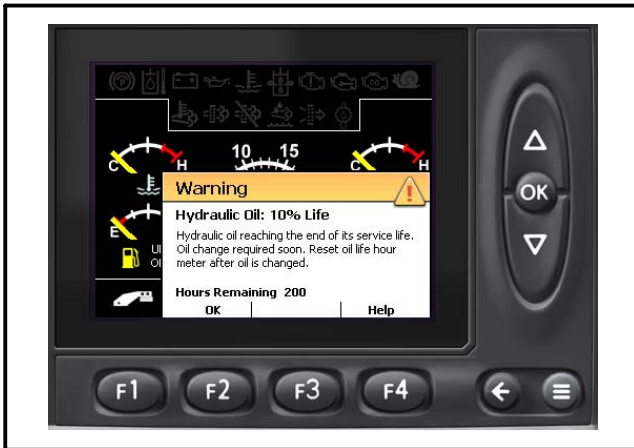 (P)
10 15
C H
C H
Warning
Hydraulic Oil: 10% Life
Hydraulic oil reaching the end of its service life.
Oil change required soon. Reset oil life hour
meter after oil is changed.
E
Hours Remaining 200
OK Help
OK
F1 F2 F3 F4